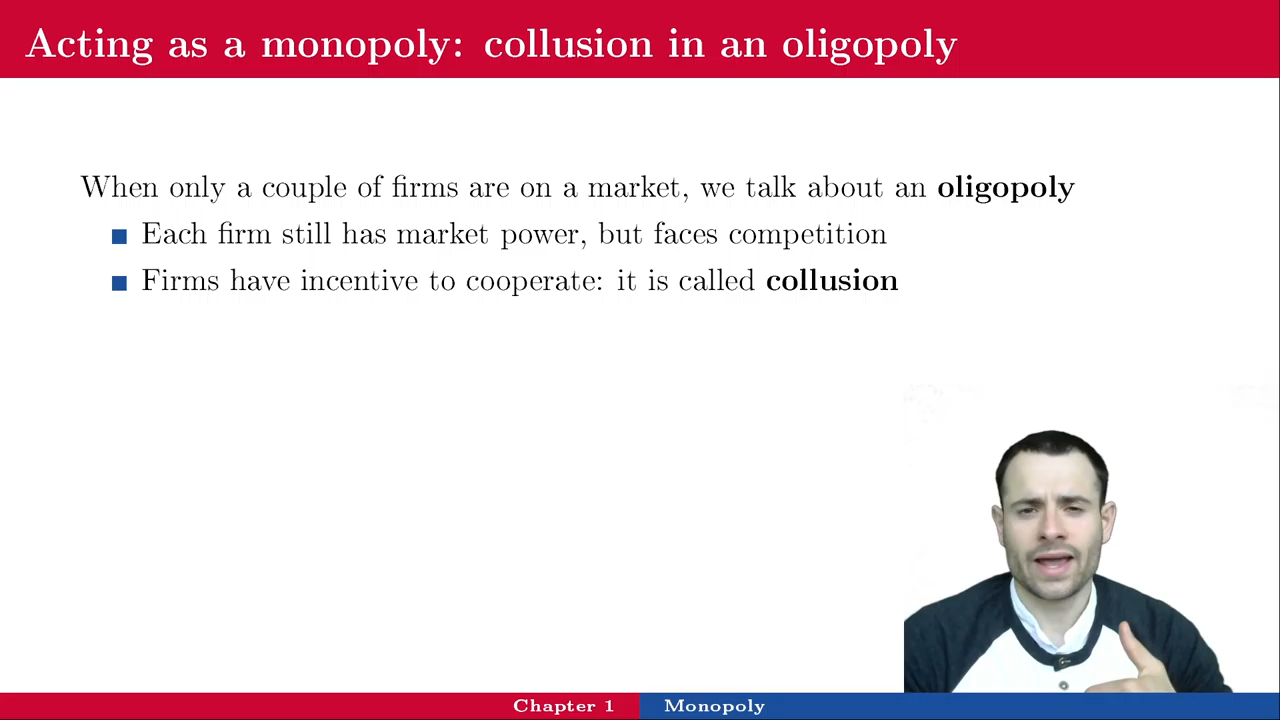 Acting as a monopoly: collusion in an oligopoly
When only a couple of firms are on a market, we talk about an oligopoly
Each firm still has market power, but faces competition
Firms have incentive to cooperate: it is called collusion
Chapter 1
Monopoly